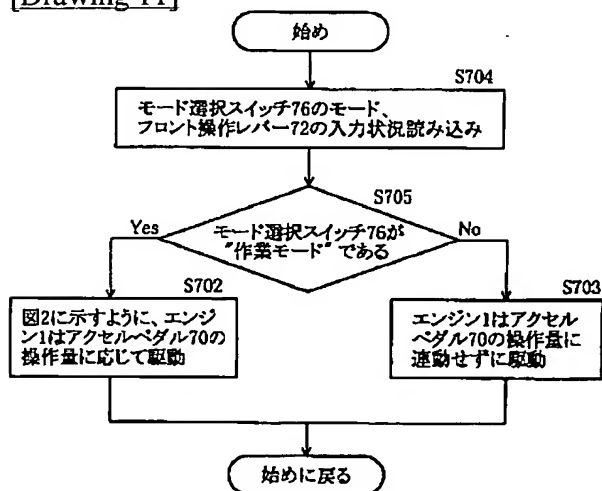 [Drawing 11]
始め
S704
モード選択スイッチ76のモード、
フロント操作レバー72の入力状況読み込み
S705
Yes
No
モード選択スイッチ76が
"作業モード" である
S702
S703
図2に示すように、エンジ
ン1はアクセルペダル70の
操作量に応じて駆動
エンジン1はアクセル
ペダル70の操作量に
連動せずに駆動
始めに戻る